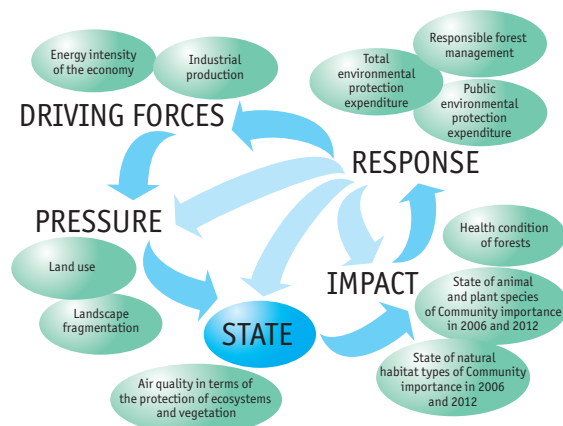 Energy intensity
of the economy
Industrial
production
Responsible forest
management
Total
environmental
protection
expenditure
Public
environmental
protection
expenditure
DRIVING FORCES
RESPONSE
PRESSURE
Land use
Landscape
fragmentation
Health condition
of forests
IMPACT
State of animal
and plant species
of Community importance
in 2006 and 2012
STATE
State of natural
habitat types of Community
importance in 2006
and 2012
Air quality in terms of
the protection of ecosystems
and vegetation